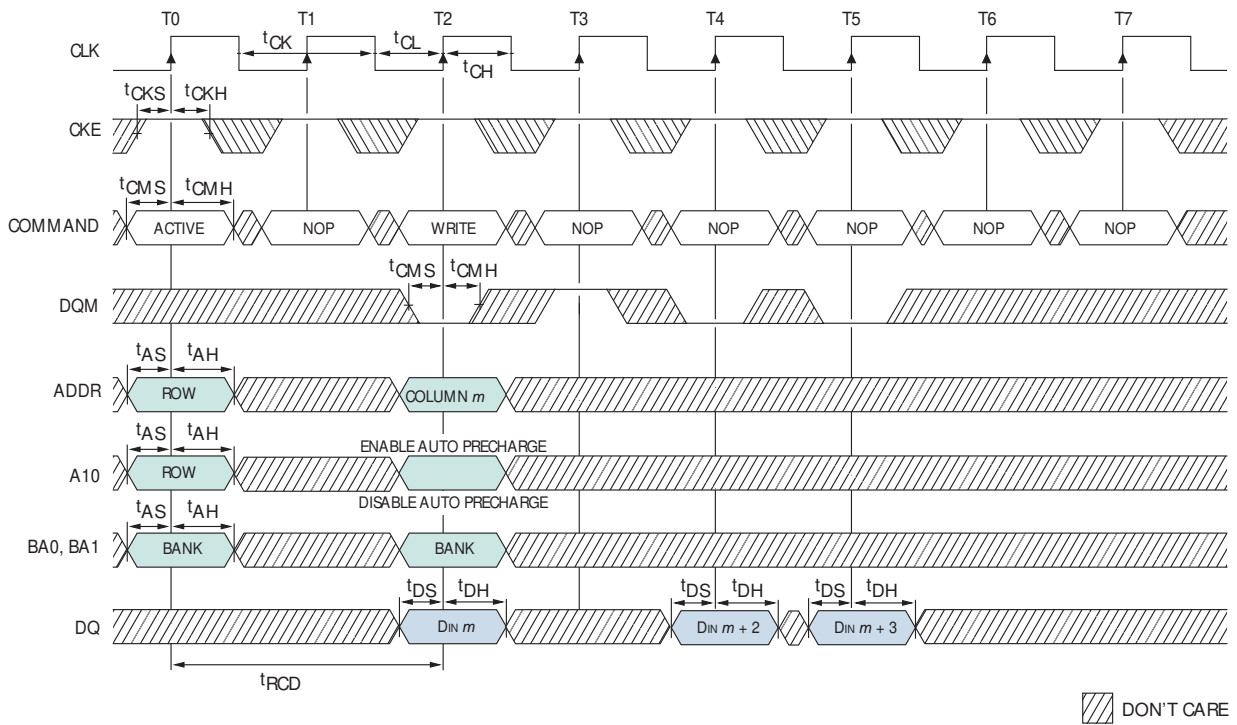 T0 T1 T2 T3 T4 T5 T6 T7
CLK tCK tCL
tCH
tCKS tCKH
CKE
tCMS tCMH
COMMAND ACTIVE NOP WRITE NOP NOP NOP NOP NOP
tCMS tCMH
DQM
tAS tAH
ADDR ROW COLUMN m
tAS tAH ENABLE AUTO PRECHARGE
A10 ROW
DISABLE AUTO PRECHARGE
tAS tAH
BA0, BA1 BANK BANK
tDS tDH tDS tDH tDS tDH
DQ DIN m DIN m + 2 DIN m + 3
tRCD
DON'T CARE